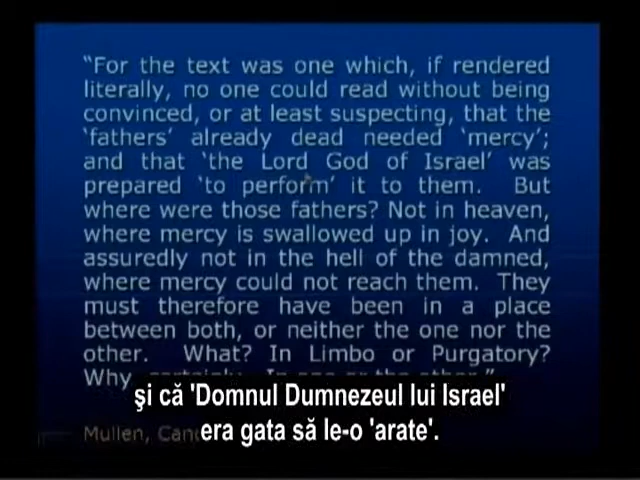 “For the text was one which, if rendered
literally, no one could read without being
convinced, or at least suspecting, that the
‘fathers’ already dead needed ‘mercy’;
and that ‘the Lord God of Israel’ was
prepared ‘to perform’ it to them. But
where were those fathers? Not in heaven,
where mercy is swallowed up in joy. And
assuredly not in the hell of the damned,
where mercy could not reach them. They
must therefore have been in a place
between both, or neither the one nor the
other. What? In Limbo or Purgatory?
Why
şi că 'Domnul Dumnezeul lui Israel'
era gata să le-o 'arate'.
Mullen,